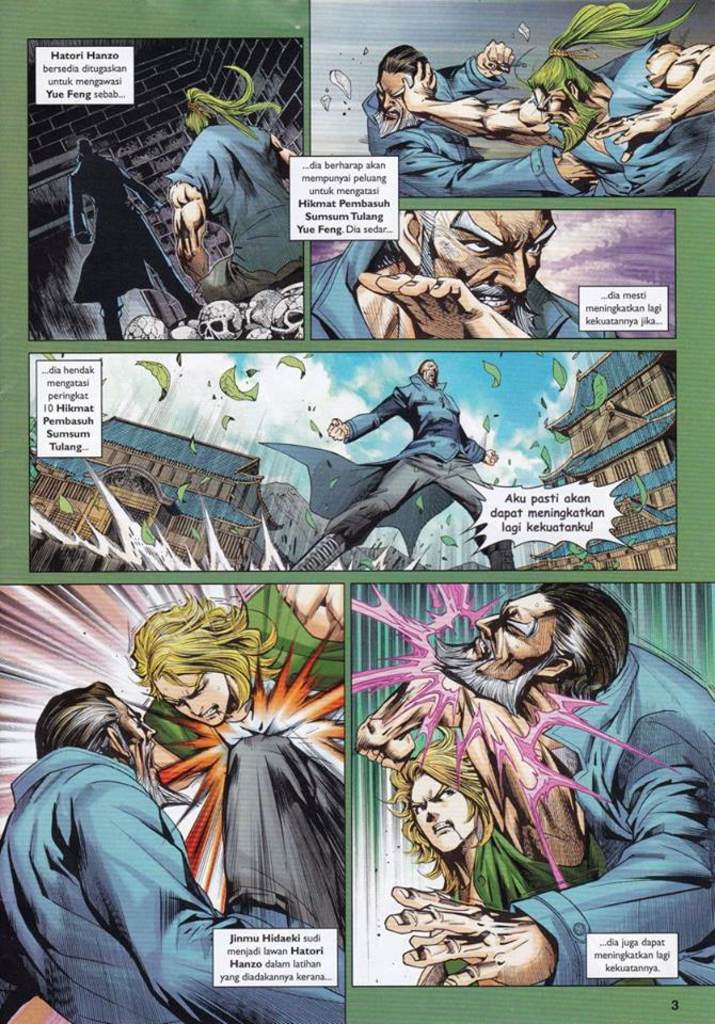 Hatori Hanzo
bersedia ditugaskan
untuk mengawasi
Yue Feng sebab...
...dia berharap akan
mempunyai peluang
untuk mengatasi
Hikmat Pembasuh
Sumsum Tulang
Yue Feng. Dia sedar...
...dia mesti
meningkatkan lagi
kekuatannya jika...
...dia hendak
mengatasi
peringkat
10 Hikmat
Pembasuh
Sumsum
Tulang...
Aku pasti akan
dapat meningkatkan
lagi kekuatanku!
Jinmu Hidaeki sudi
menjadi lawan Hatori
Hanzo dalam latihan
yang diadakannya kerana...
...dia juga dapat
meningkatkan lagi
kekuatannya.
3